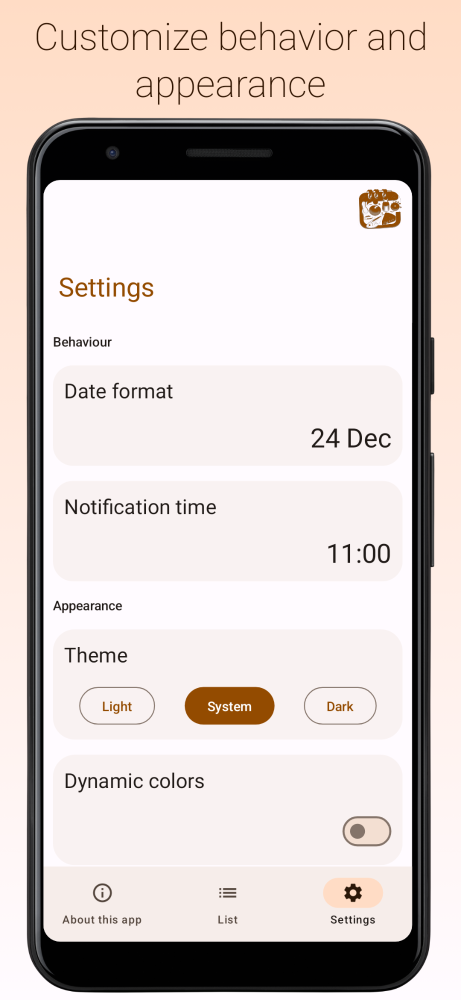 Customize behavior and
appearance
Settings
Behaviour
Date format
24 Dec
Notification time
11:00
Appearance
Theme
Light
System
Dark
Dynamic colors
About this app
List
Settings